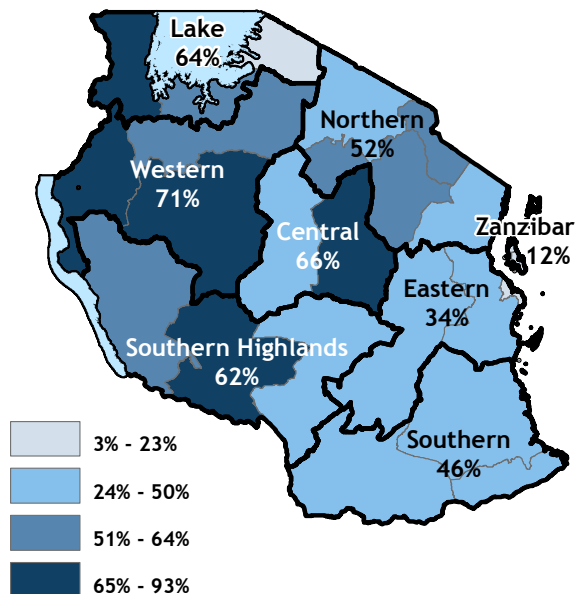 Lake
64%
Northern
52%
Western
71%
Central
66%
Zanzibar
12%
Eastern
34%
Southern Highlands
62%
Southern
46%
3% - 23%
24% - 50%
51% - 64%
65% - 93%